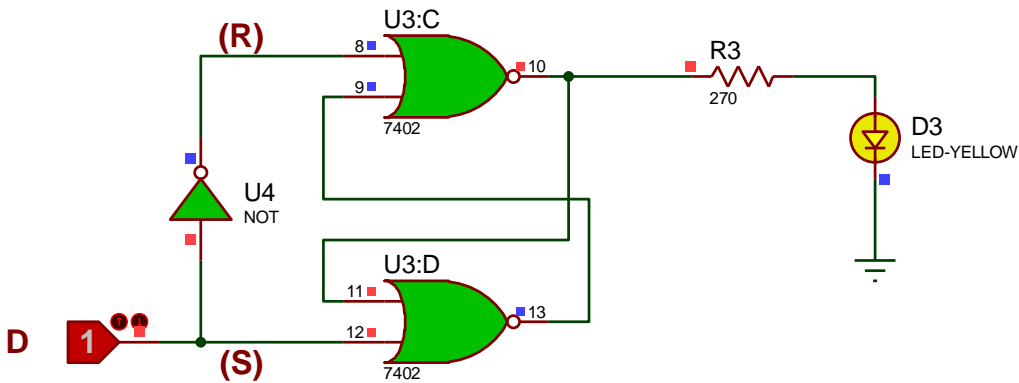 U3:C
(R)
8
10
9
7402
R3
270
D3
LED-YELLOW
U4
NOT
U3:D
11
13
12
7402
D
1
(S)